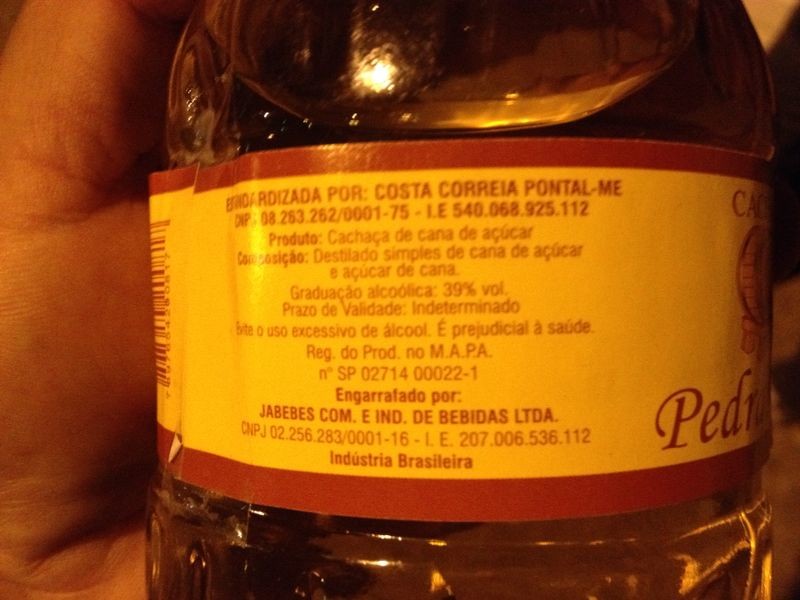 POR: COSTA CORREIA PONTAL-ME
08.263.262/0001-75 - I.E 540.068.925.112
Produto: Cachaça de cana de açúcar
Destilado simples de cana de açúcar
e açúcar de cana.
Graduação alcoólica: 39% vol.
Prazo de Validade: Indeterminado
Evite o uso excessivo de álcool. É prejudicial à saúde.
Reg. do Prod. no M.A.P.A.
n° SP 02714 00022-1
Engarrafado por:
JABEBES COM. E IND. DE BEBIDAS LTDA.
CNPJ 02.256.283/0001-16 - I. E. 207.006.536.112
Indústria Brasileira